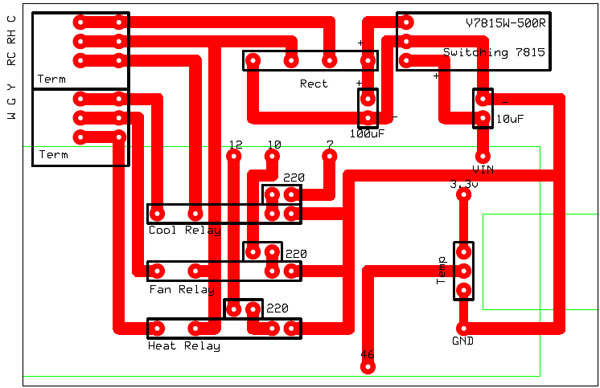 W G Y RC RH C
V7815W-500R
Switching 7815
+
+
Term
Rect
+
-
-
100uF
10uF
Term
12
10
7
VIN
220
3.3v
Cool Relay
220
Temp
Fan Relay
220
Heat Relay
GND
46